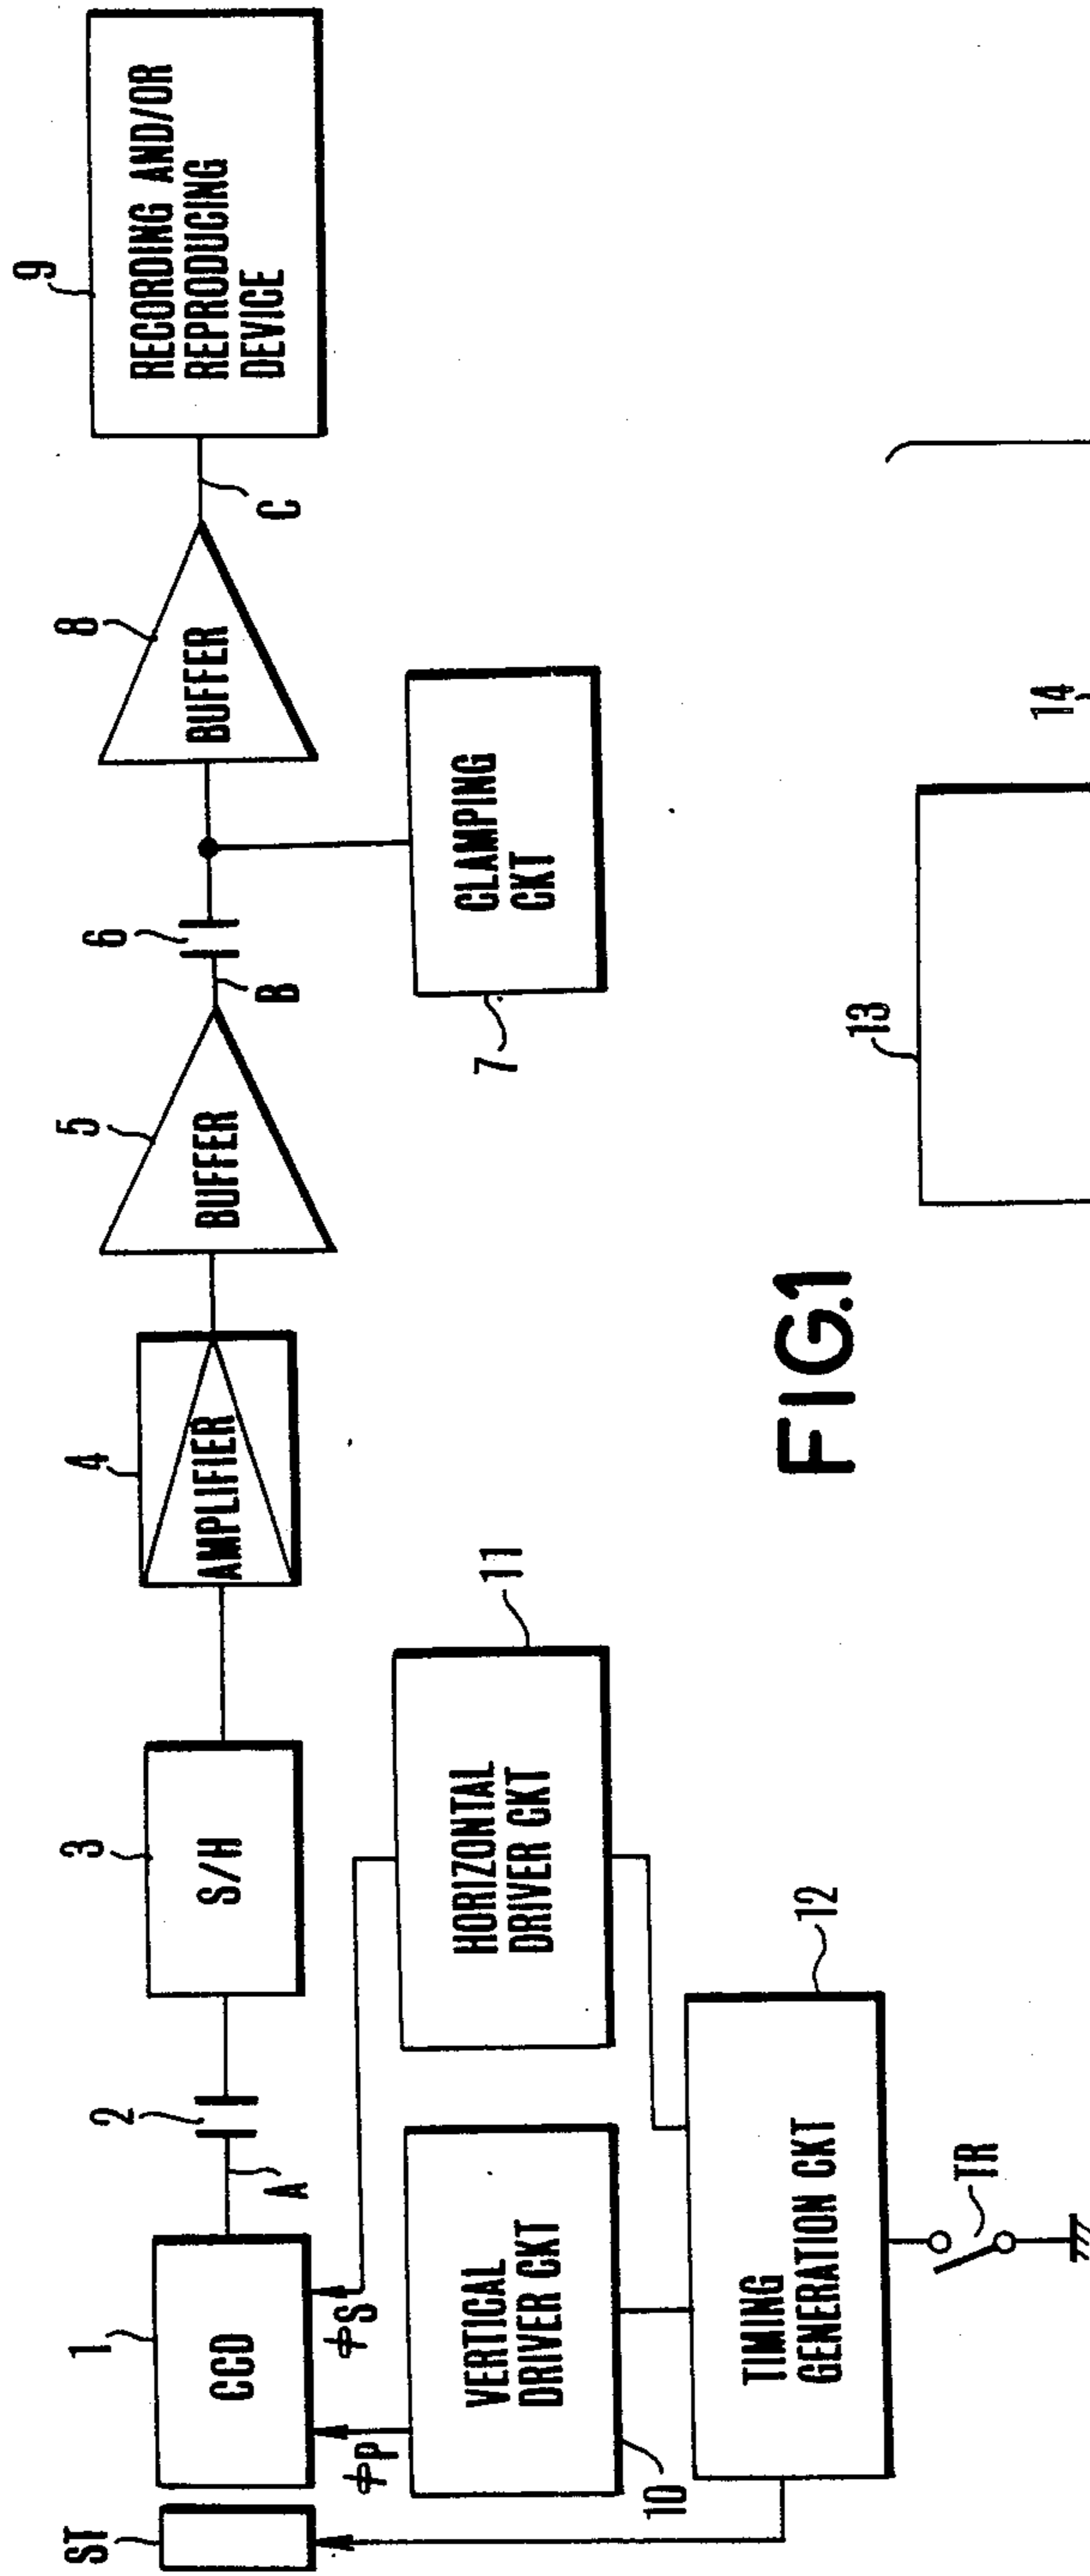 ST
1
CCD
A
2
3
S/H
4
AMPLIFIER
5
BUFFER
B
6
8
BUFFER
C
9
RECORDING AND/OR
REPRODUCING
DEVICE
ΦP
ΦS
10
VERTICAL
DRIVER CKT
11
HORIZONTAL
DRIVER CKT
7
CLAMPING
CKT
12
TIMING
GENERATION CKT
TR
FIG.1
13
14